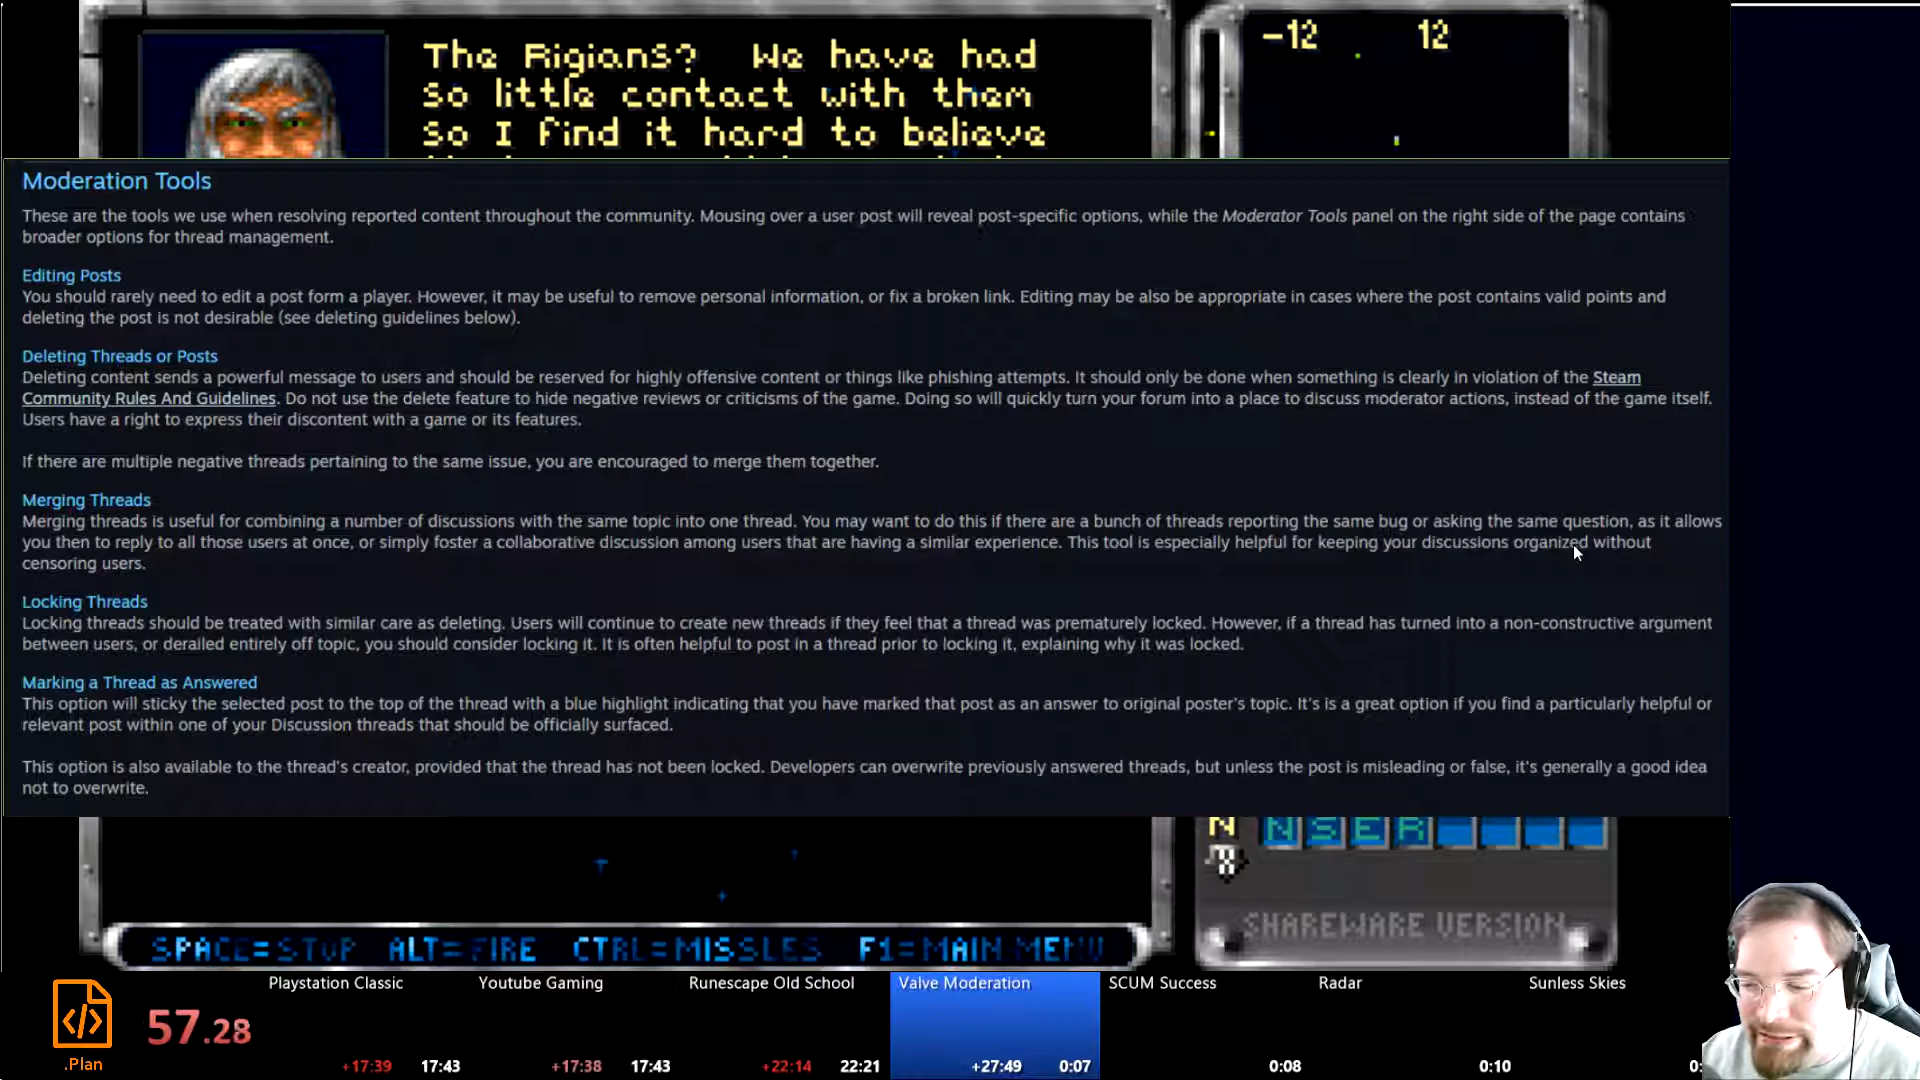 The Rigians? We have had
so little contact with them
so I find it hard to believe
-12 12
Moderation Tools
These are the tools we use when resolving reported content throughout the community. Mousing over a user post will reveal post-specific options, while the Moderator Tools panel on the right side of the page contains
broader options for thread management.
Editing Posts
You should rarely need to edit a post form a player. However, it may be useful to remove personal information, or fix a broken link. Editing may be also be appropriate in cases where the post contains valid points and
deleting the post is not desirable (see deleting guidelines below).
Deleting Threads or Posts
Deleting content sends a powerful message to users and should be reserved for highly offensive content or things like phishing attempts. It should only be done when something is clearly in violation of the Steam
Community Rules And Guidelines. Do not use the delete feature to hide negative reviews or criticisms of the game. Doing so will quickly turn your forum into a place to discuss moderator actions, instead of the game itself.
Users have a right to express their discontent with a game or its features.
If there are multiple negative threads pertaining to the same issue, you are encouraged to merge them together.
Merging Threads
Merging threads is useful for combining a number of discussions with the same topic into one thread. You may want to do this if there are a bunch of threads reporting the same bug or asking the same question, as it allows
you then to reply to all those users at once, or simply foster a collaborative discussion among users that are having a similar experience. This tool is especially helpful for keeping your discussions organized without
censoring users.
Locking Threads
Locking threads should be treated with similar care as deleting. Users will continue to create new threads if they feel that a thread was prematurely locked. However, if a thread has turned into a non-constructive argument
between users, or derailed entirely off topic, you should consider locking it. It is often helpful to post in a thread prior to locking it, explaining why it was locked.
Marking a Thread as Answered
This option will sticky the selected post to the top of the thread with a blue highlight indicating that you have marked that post as an answer to original poster's topic. It's is a great option if you find a particularly helpful or
relevant post within one of your Discussion threads that should be officially surfaced.
This option is also available to the thread's creator, provided that the thread has not been locked. Developers can overwrite previously answered threads, but unless the post is misleading or false, it's generally a good idea
not to overwrite.
N NSER
SHAREWARE VERSION
SPACE=STOP ALT=FIRE CTRL=MISSLES F1=MAIN MENU
Playstation Classic Youtube Gaming Runescape Old School Valve Moderation SCUM Success Radar Sunless Skies
57.28
.Plan
+17:39 17:43 +17:38 17:43 +22:14 22:21 +27:49 0:07 0:08 0:10